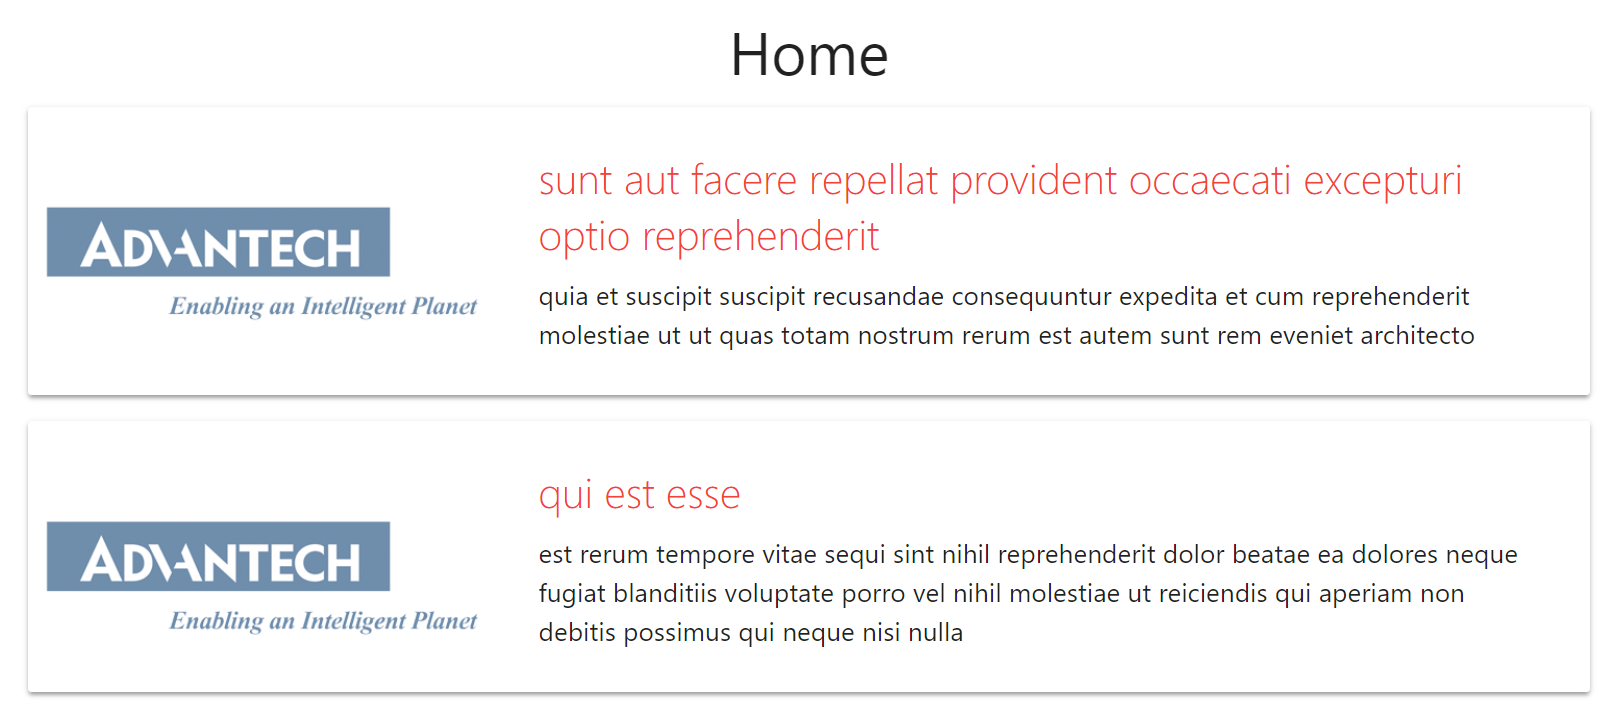 Home
ADVANTECH
Enabling an Intelligent Planet
sunt aut facere repellat provident occaecati excepturi
optio reprehenderit
quia et suscipit suscipit recusandae consequuntur expedita et cum reprehenderit
molestiae ut ut quas totam nostrum rerum est autem sunt rem eveniet architecto
ADVANTECH
Enabling an Intelligent Planet
qui est esse
est rerum tempore vitae sequi sint nihil reprehenderit dolor beatae ea dolores neque
fugiat blanditiis voluptate porro vel nihil molestiae ut reiciendis qui aperiam non
debitis possimus qui neque nisi nulla